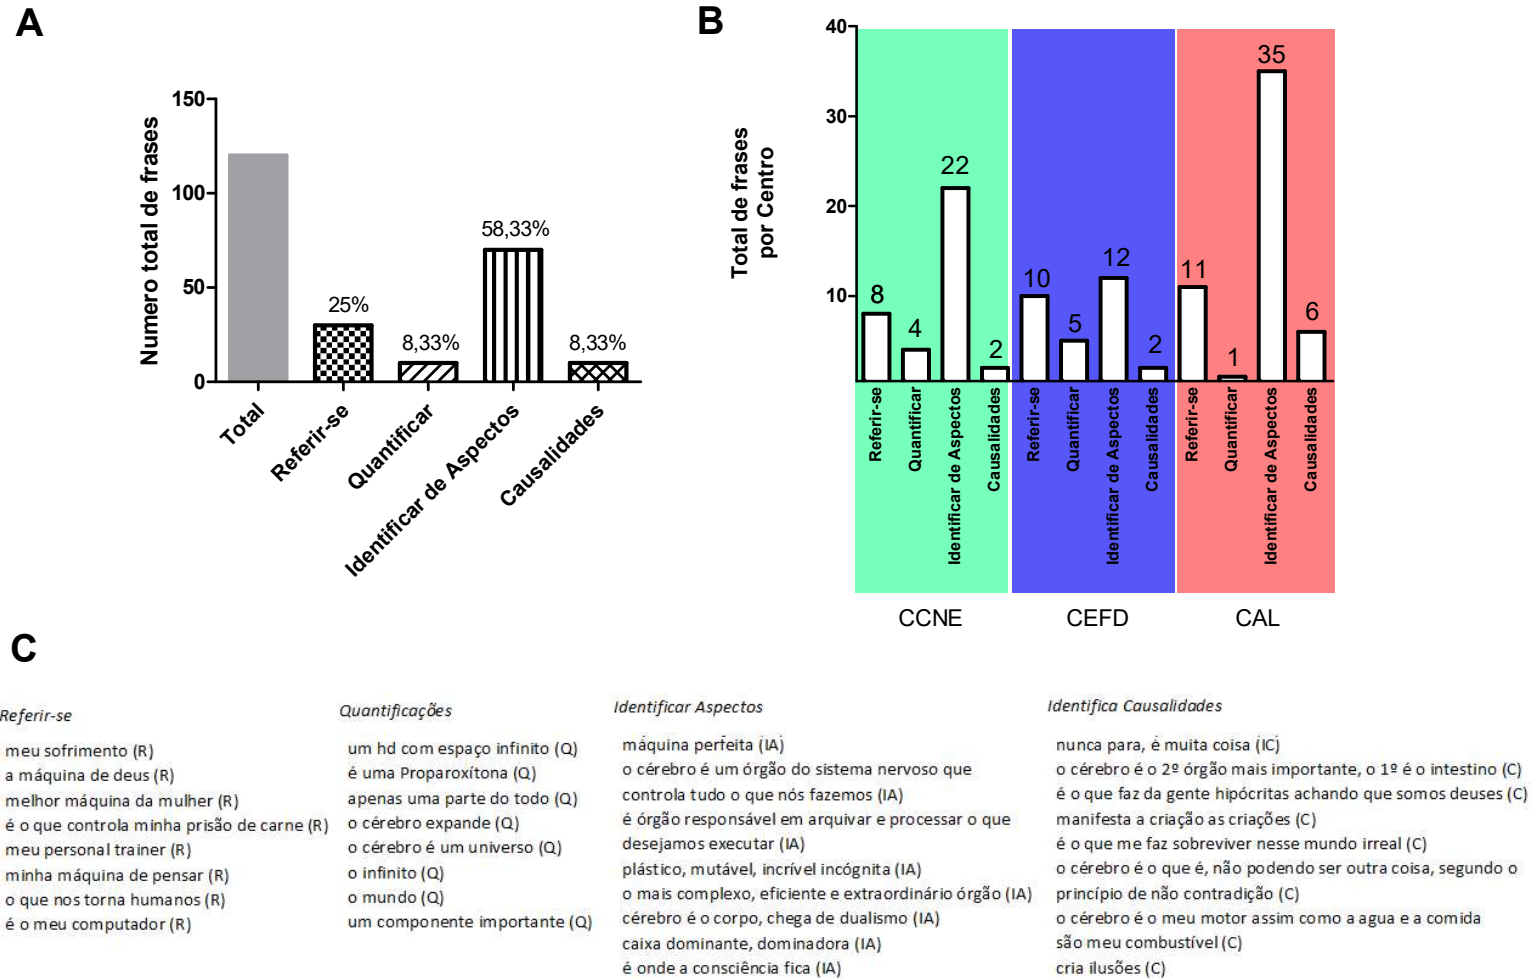 A
Numero total de frases
150
100
50
0
25%
8,33%
58,33%
8,33%
Total
Referir-se
Quantificar
Identificar de Aspectos
Causalidades
B
Total de frases
por Centro
40
30
20
10
8
4
22
2
10
5
12
2
11
1
35
6
Referir-se
Quantificar
Identificar de Aspectos
Causalidades
Referir-se
Quantificar
Identificar de Aspectos
Causalidades
Referir-se
Quantificar
Identificar de Aspectos
Causalidades
CCNE
CEFD
CAL
C
Referir-se
meu sofrimento (R)
a máquina de deus (R)
melhor máquina da mulher (R)
é o que controla minha prisão de carne (R)
meu personal trainer (R)
minha máquina de pensar (R)
o que nos torna humanos (R)
é o meu computador (R)
Quantificações
um hd com espaço infinito (Q)
é uma Proparoxítona (Q)
apenas uma parte do todo (Q)
o cérebro expande (Q)
o cérebro é um universo (Q)
o infinito (Q)
o mundo (Q)
um componente importante (Q)
Identificar Aspectos
máquina perfeita (IA)
o cérebro é um órgão do sistema nervoso que
controla tudo o que nós fazemos (IA)
é órgão responsável em arquivar e processar o que
desejamos executar (IA)
plástico, mutável, incrível incógnita (IA)
o mais complexo, eficiente e extraordinário órgão (IA)
cérebro é o corpo, chega de dualismo (IA)
caixa dominante, dominadora (IA)
é onde a consciência fica (IA)
Identifica Causalidades
nunca para, é muita coisa (IC)
o cérebro é o 2º órgão mais importante, o 1º é o intestino (C)
é o que faz da gente hipócritas achando que somos deuses (C)
manifesta a criação as criações (C)
é o que me faz sobreviver nesse mundo irreal (C)
o cérebro é o que é, não podendo ser outra coisa, segundo o
princípio de não contradição (C)
o cérebro é o meu motor assim como a agua e a comida
são meu combustível (C)
cria ilusões (C)